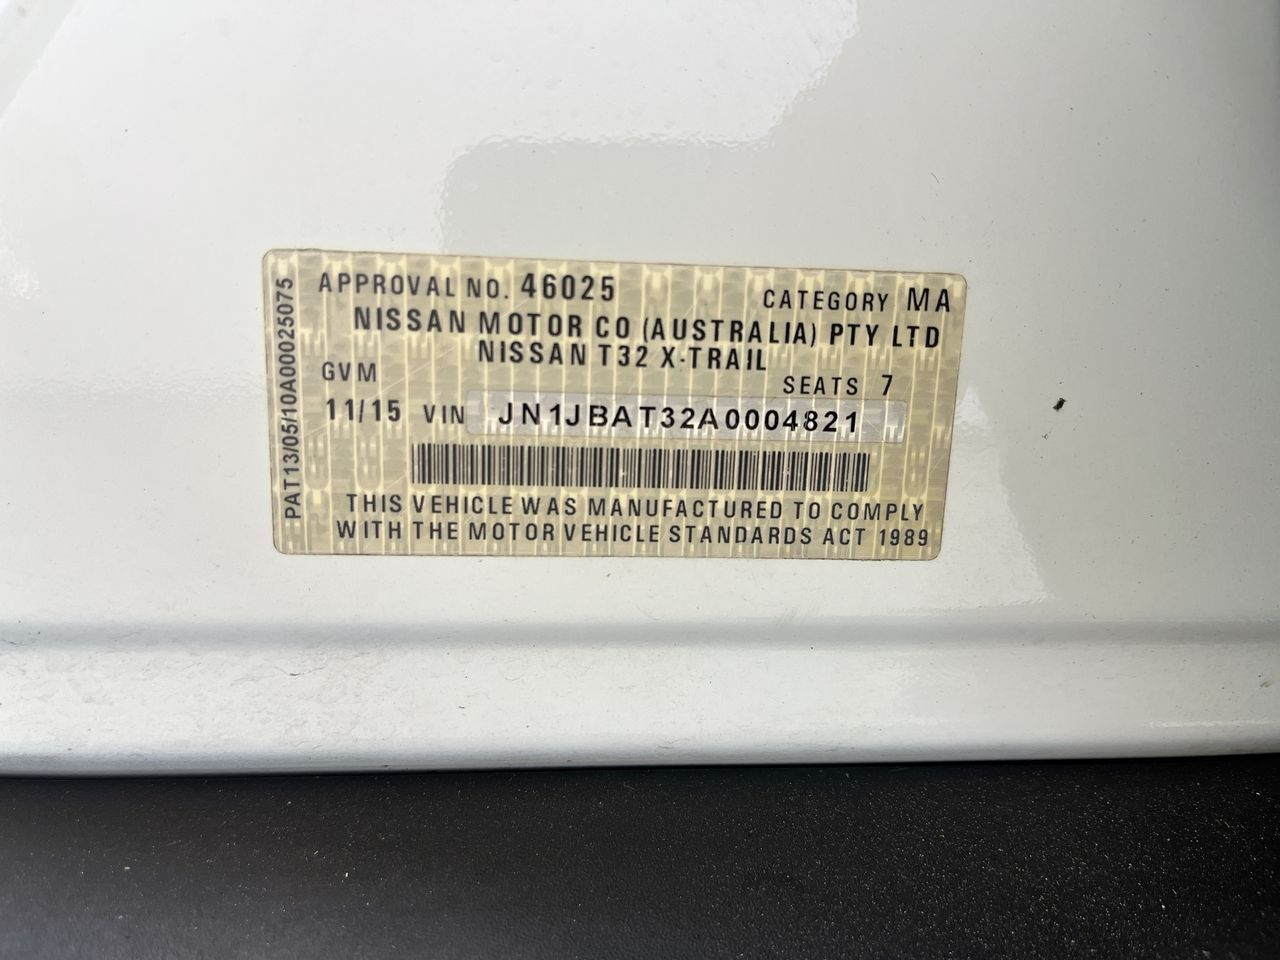 APPROVAL NO. 46025 CATEGORY MA
NISSAN MOTOR CO (AUSTRALIA) PTY LTD
NISSAN T32 X-TRAIL
GVM SEATS 7
11/15 VIN JN1JBAT32A0004821
THIS VEHICLE WAS MANUFACTURED TO COMPLY
WITH THE MOTOR VEHICLE STANDARDS ACT 1989
PAT13/05/10A00025075